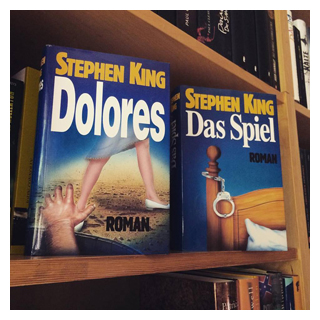 STEPHEN KING
Dolores
ROMAN
STEPHEN KING
Das Spiel
ROMAN